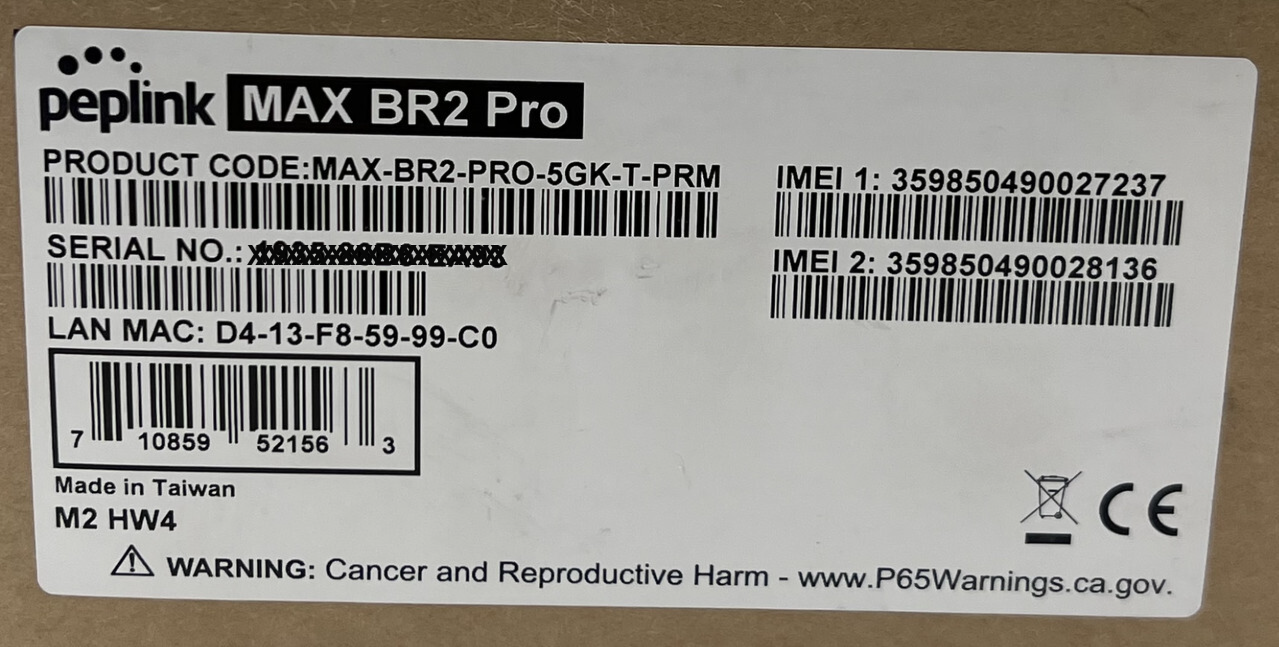 peplink MAX BR2 Pro
PRODUCT CODE:MAX-BR2-PRO-5GK-T-PRM
SERIAL NO.:
LAN MAC: D4-13-F8-59-99-C0
7 10859 52156 3
Made in Taiwan
M2 HW4
IMEI 1: 359850490027237
IMEI 2: 359850490028136
CE
WARNING: Cancer and Reproductive Harm - www.P65Warnings.ca.gov.